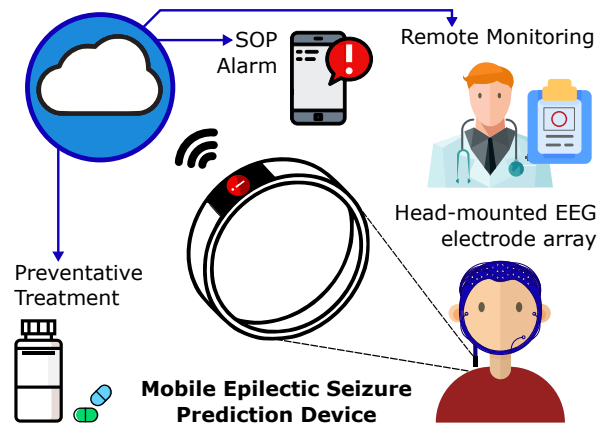 SOP
Alarm
Remote Monitoring
Head-mounted EEG
electrode array
Preventative
Treatment
Mobile Epilectic Seizure
Prediction Device